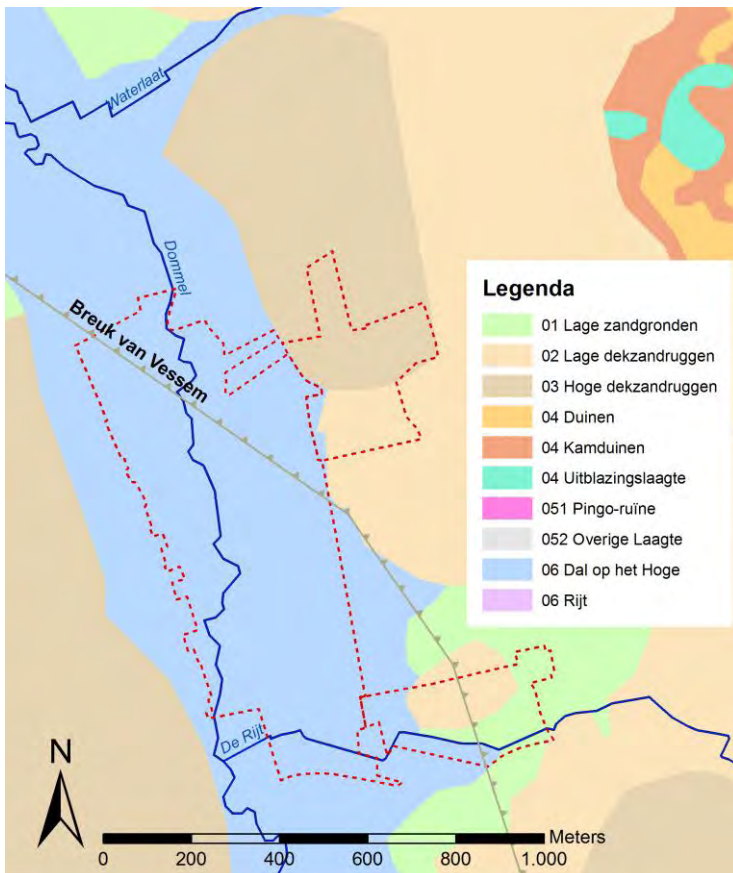 Waterlaat
Dommel
Breuk van Vessem
Legenda
01 Lage zandgronden
02 Lage dekzandruggen
03 Hoge dekzandruggen
04 Duinen
04 Kamduinen
04 Uitblazingslaagte
051 Pingo-ruïne
052 Overige Laagte
06 Dal op het Hoge
06 Rijt
De Rijt
N
Meters
0 200 400 600 800 1.000